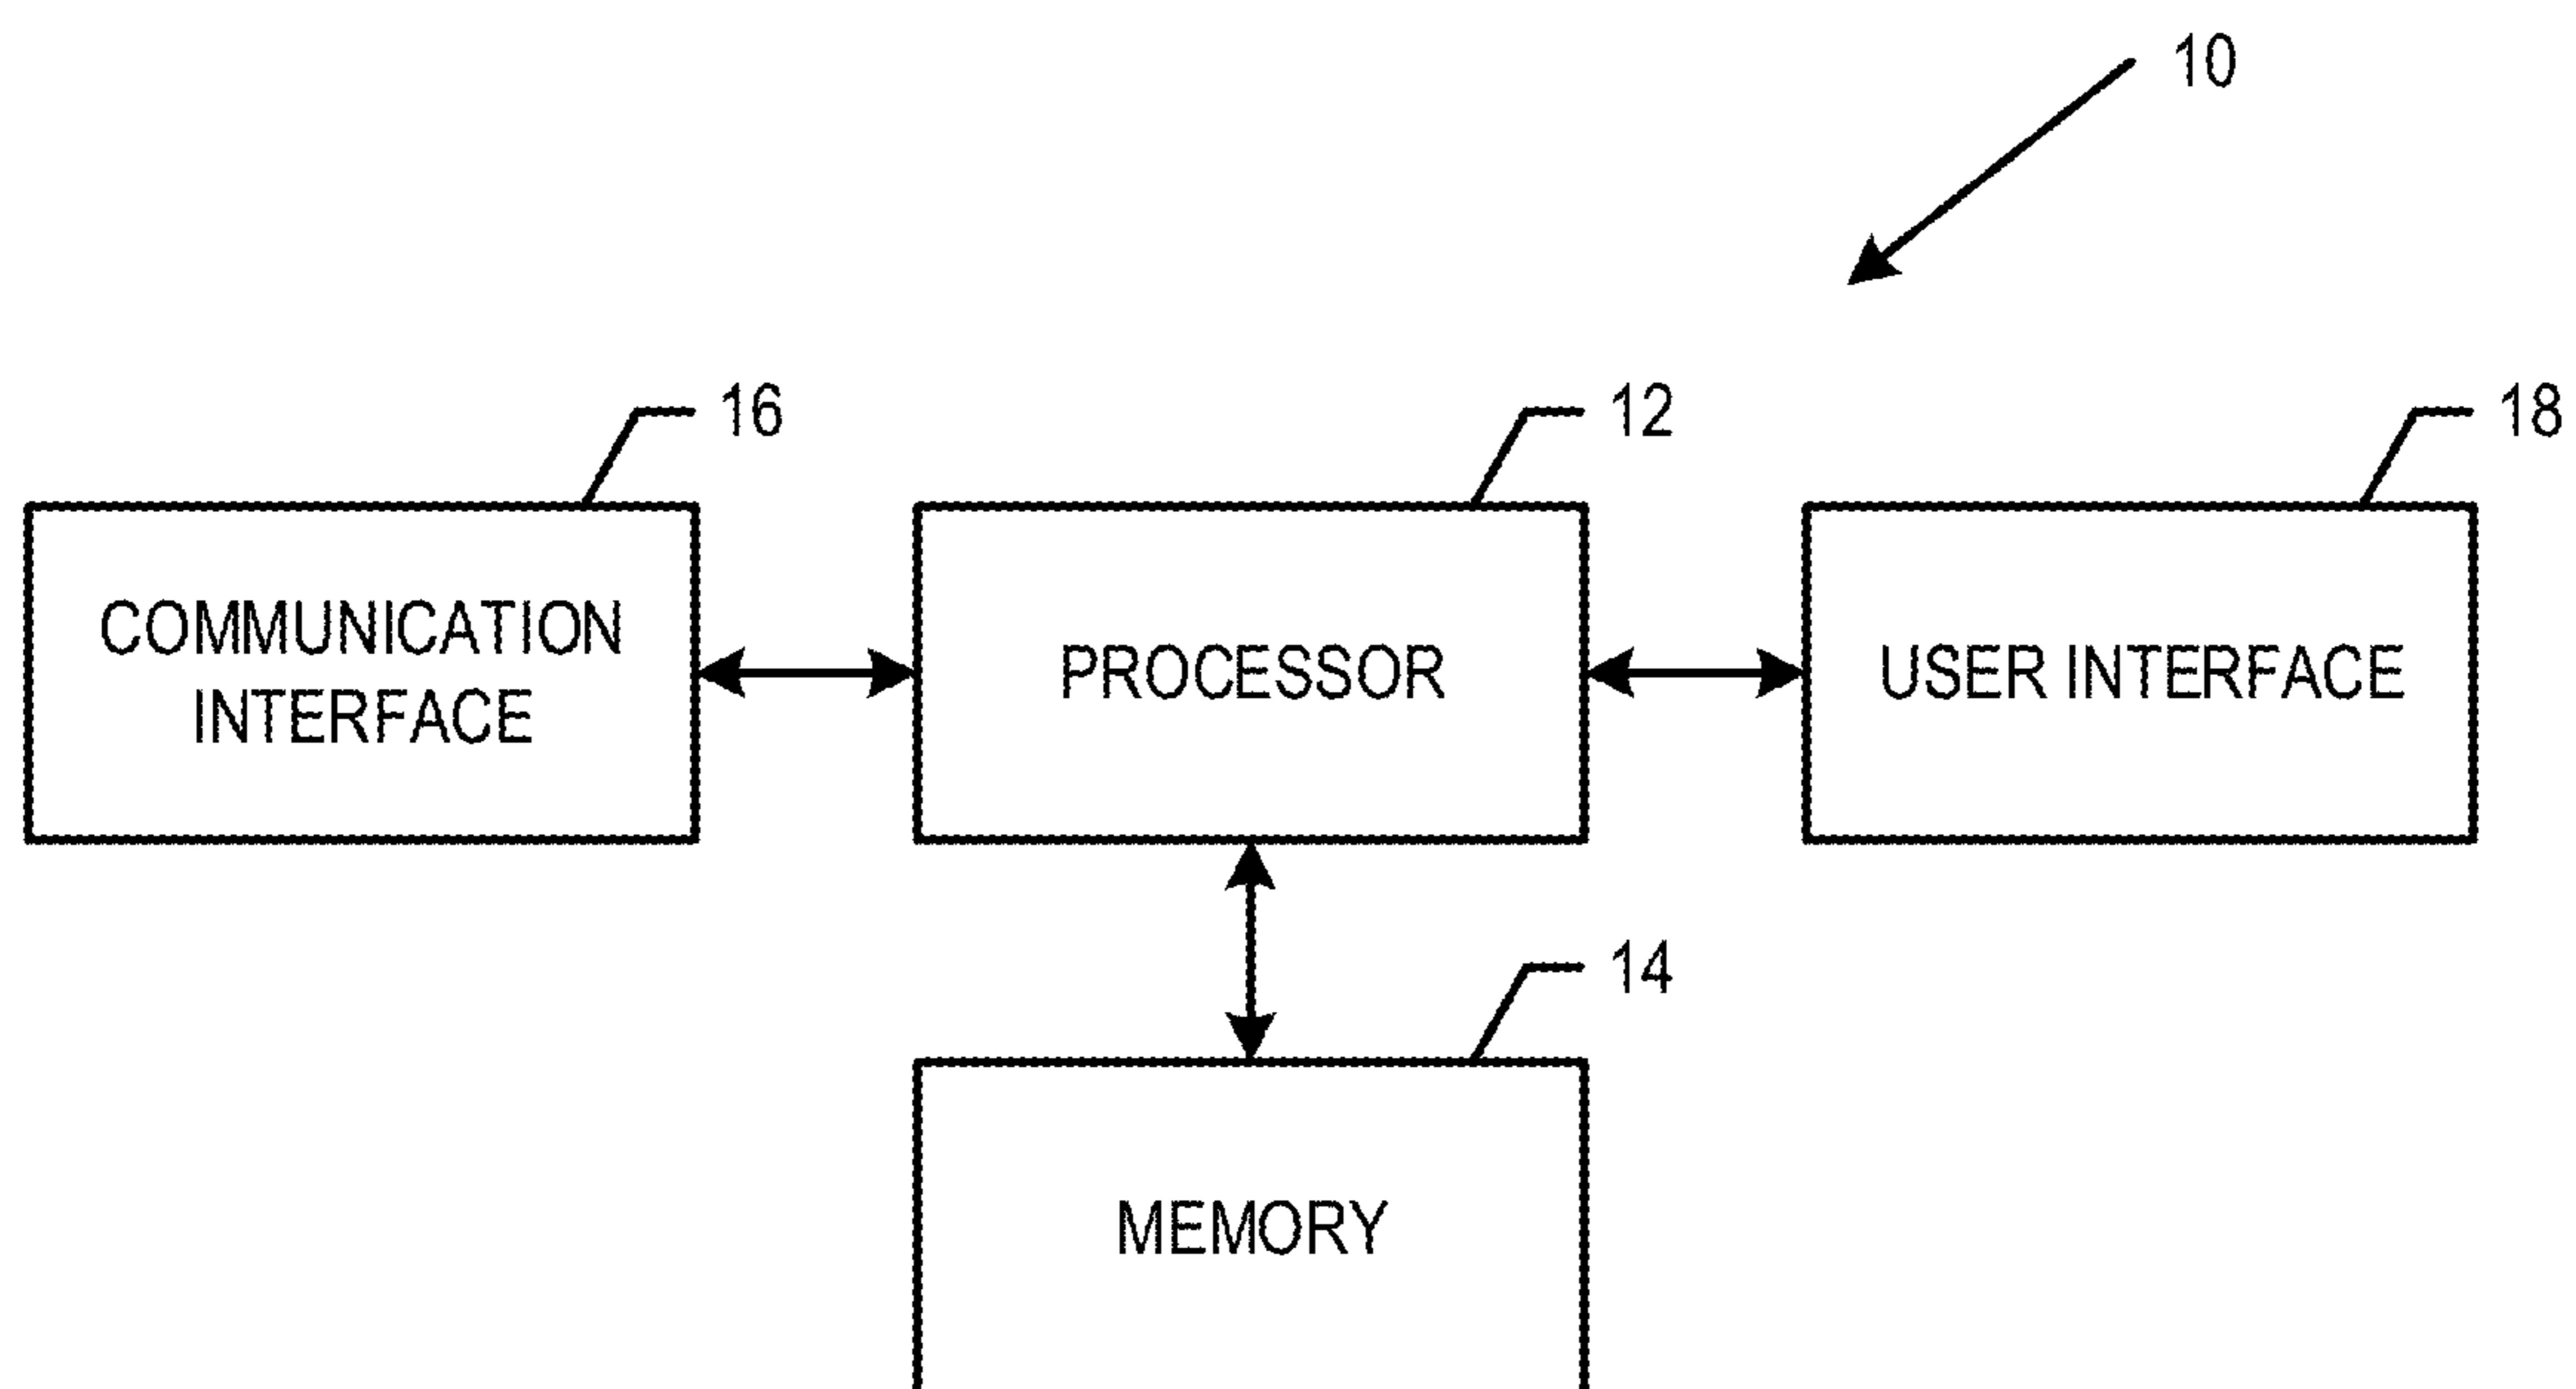 10
16
12
18
COMMUNICATION
INTERFACE
PROCESSOR
USER INTERFACE
14
MEMORY